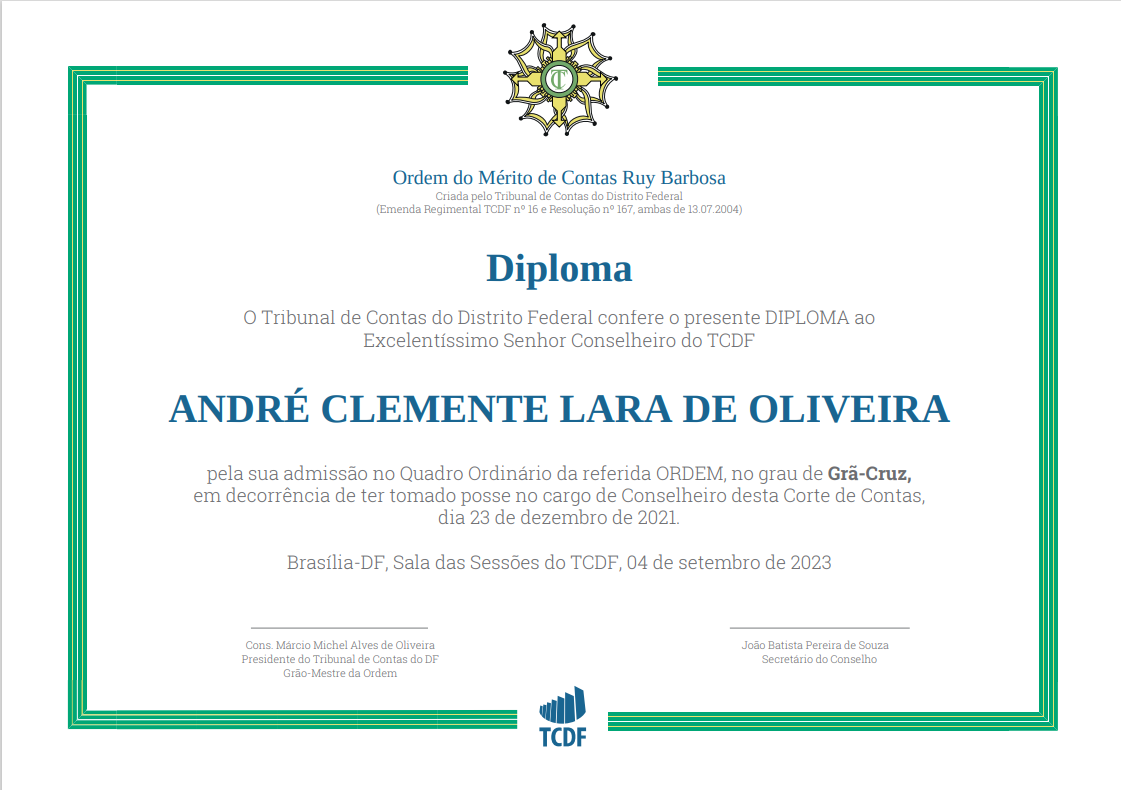 TC
Ordem do Mérito de Contas Ruy Barbosa
Criada pelo Tribunal de Contas do Distrito Federal
(Emenda Regimental TCDF nº 16 e Resolução nº 167, ambas de 13.07.2004)
Diploma
O Tribunal de Contas do Distrito Federal confere o presente DIPLOMA ao
Excelentíssimo Senhor Conselheiro do TCDF
ANDRÉ CLEMENTE LARA DE OLIVEIRA
pela sua admissão no Quadro Ordinário da referida ORDEM, no grau de Grã-Cruz,
em decorrência de ter tomado posse no cargo de Conselheiro desta Corte de Contas,
dia 23 de dezembro de 2021.
Brasília-DF, Sala das Sessões do TCDF, 04 de setembro de 2023
Cons. Márcio Michel Alves de Oliveira
Presidente do Tribunal de Contas do DF
Grão-Mestre da Ordem
João Batista Pereira de Souza
Secretário do Conselho
TCDF